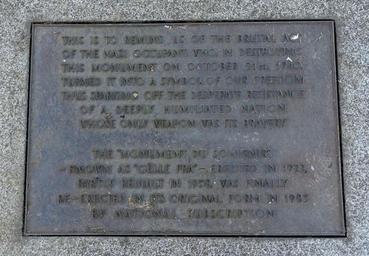 THIS IS TO REMIND US OF THE BRUTAL ACT
OF THE NAZI OCCUPANT, WHO IN DESTROYING
THIS MONUMENT ON OCTOBER 21st, 1940,
TURNED IT INTO A SYMBOL OF OUR FREEDOM
THUS SPARKING OFF THE DESPERATE RESISTANCE
OF A DEEPLY HUMILIATED NATION
WHOSE ONLY WEAPON WAS ITS BRAVERY
THE "MONUMENT DU SOUVENIR"
- KNOWN AS "GËLLE FRA" - ERECTED IN 1923,
PARTLY REBUILT IN 1958, WAS FINALLY
RE-ERECTED IN ITS ORIGINAL FORM IN 1985
BY NATIONAL SUBSCRIPTION